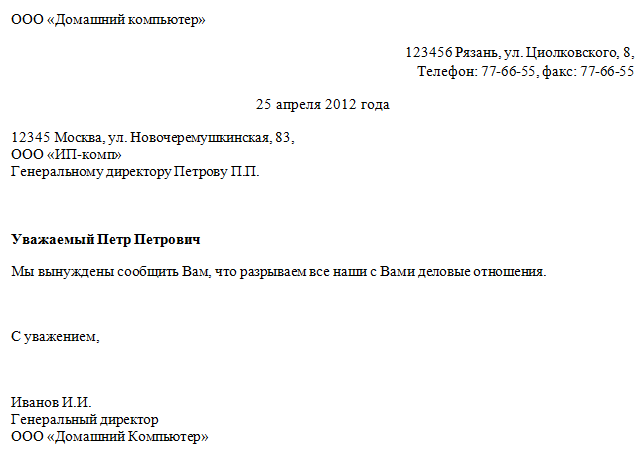 ООО «Домашний компьютер»
123456 Рязань, ул. Циолковского, 8,
Телефон: 77-66-55, факс: 77-66-55
25 апреля 2012 года
12345 Москва, ул. Новочеремушкинская, 83,
ООО «ИП-комп»
Генеральному директору Петрову П.П.
Уважаемый Петр Петрович
Мы вынуждены сообщить Вам, что разрываем все наши с Вами деловые отношения.
С уважением,
Иванов И.И.
Генеральный директор
ООО «Домашний Компьютер»